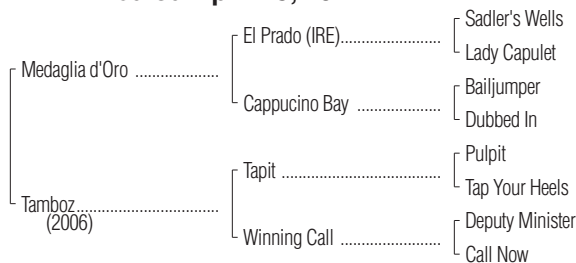 Sadler's Wells
El Prado (IRE)
Lady Capulet
Medaglia d'Oro
Bailjumper
Cappucino Bay
Dubbed In
Pulpit
Tapit
Tap Your Heels
Tamboz
(2006)
Deputy Minister
Winning Call
Call Now